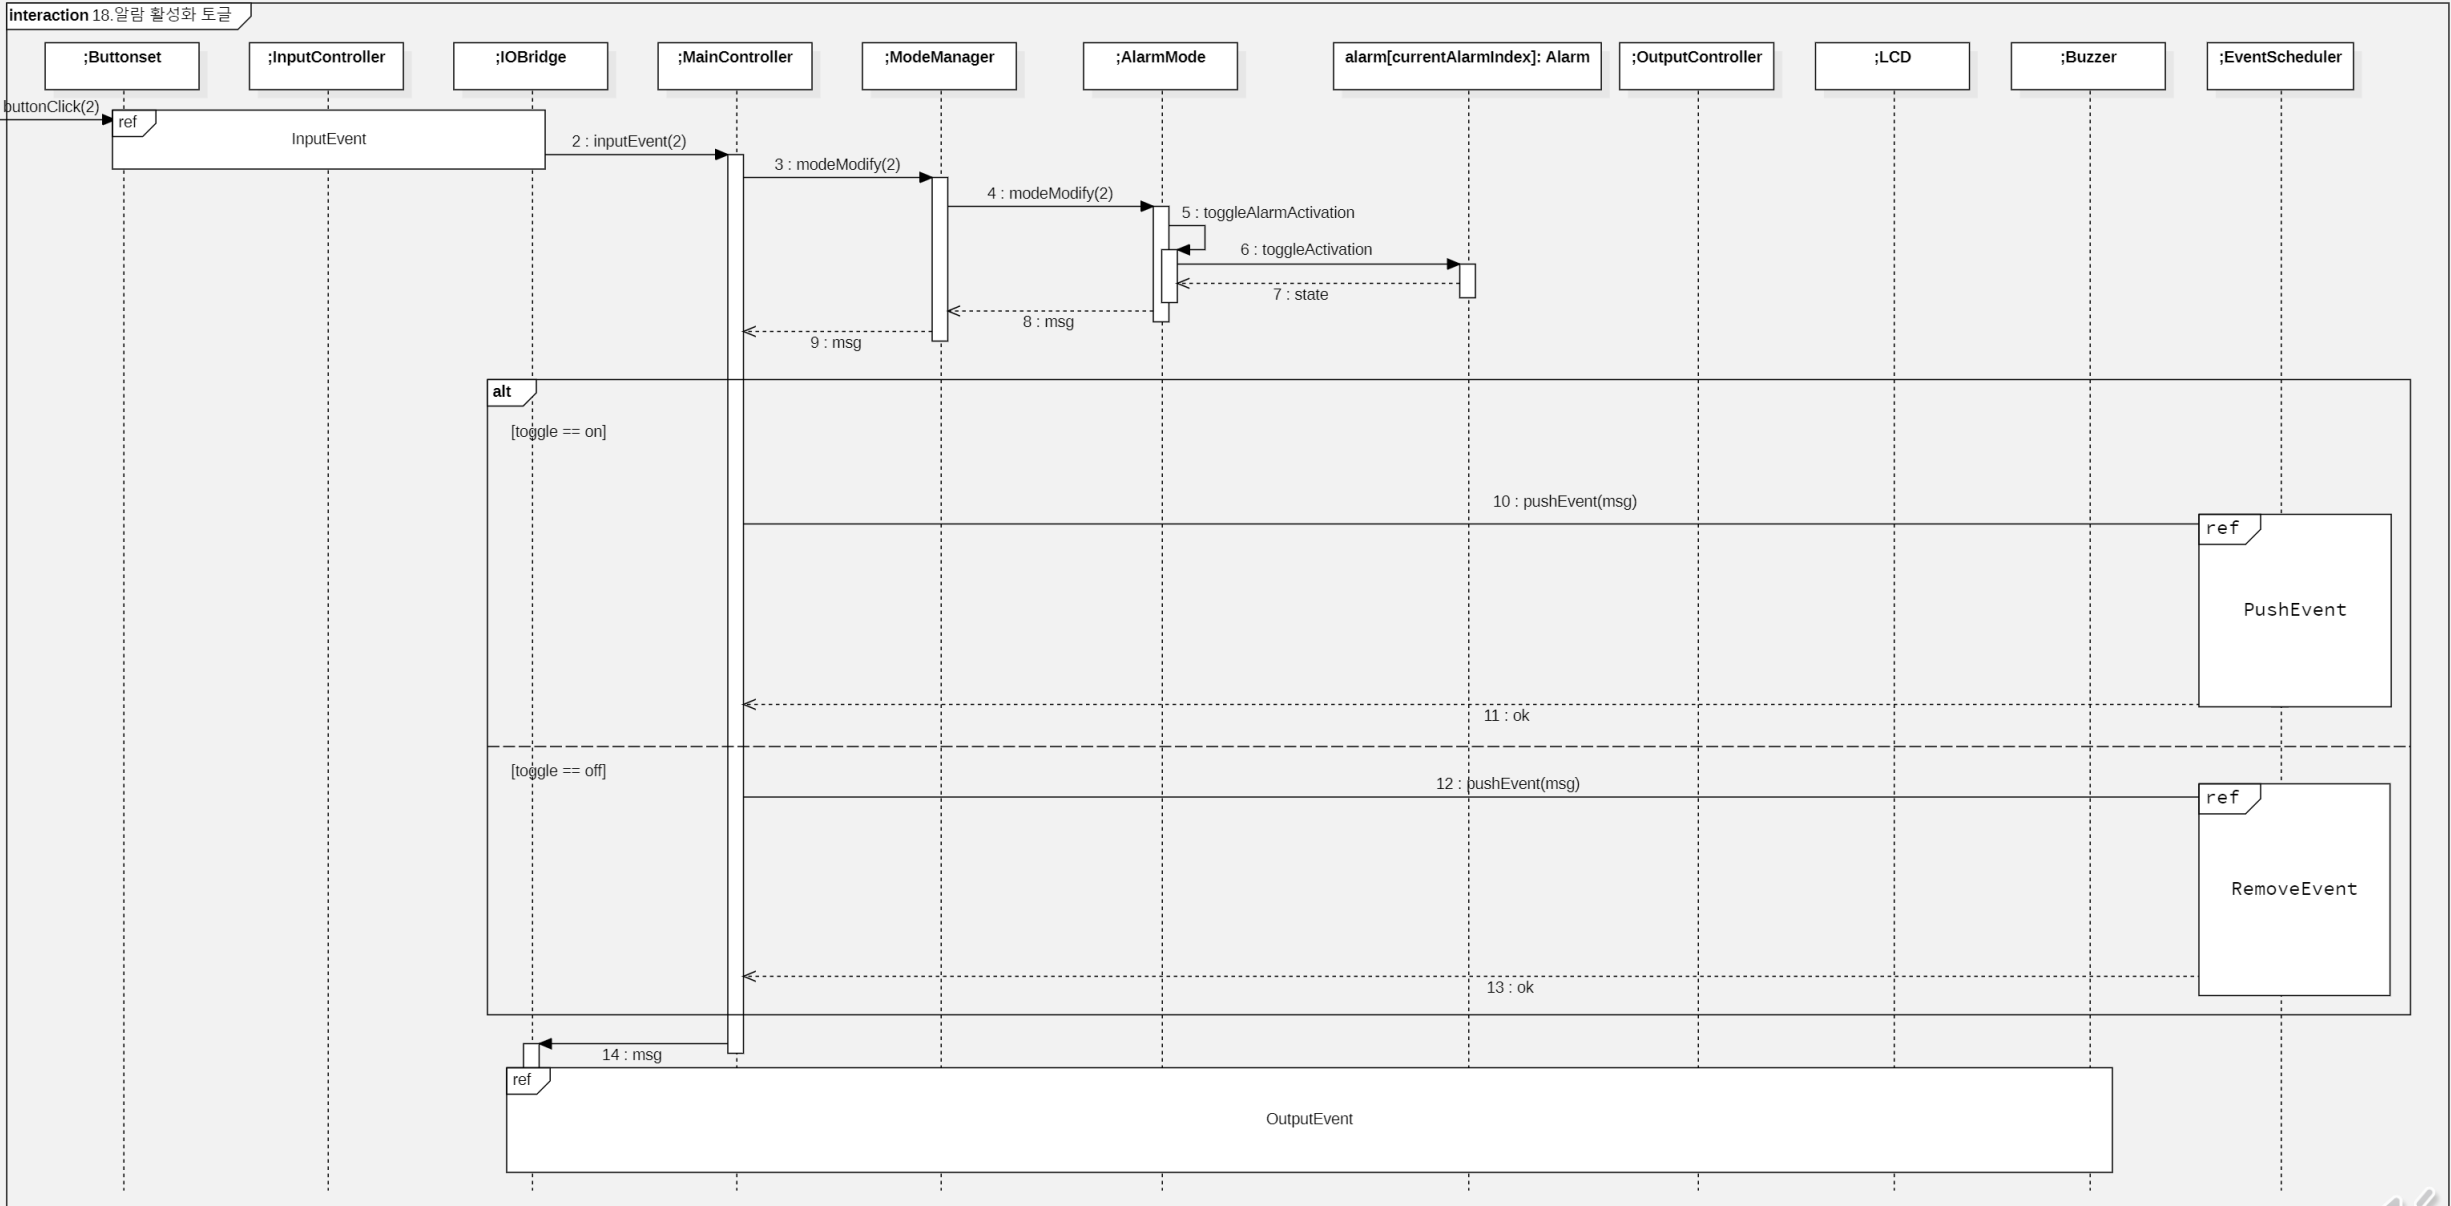 interaction 18.알람 활성화 토글
;Buttonset
;InputController
;IOBridge
;MainController
;ModeManager
;AlarmMode
alarm[currentAlarmIndex]: Alarm
;OutputController
;LCD
;Buzzer
;EventScheduler
buttonClick(2)
ref
InputEvent
2 : inputEvent(2)
3 : modeModify(2)
4 : modeModify(2)
5 : toggleAlarmActivation
6 : toggleActivation
7 : state
8 : msg
9 : msg
alt
[toggle == on]
10 : pushEvent(msg)
ref
PushEvent
11 : ok
[toggle == off]
12 : pushEvent(msg)
ref
RemoveEvent
13 : ok
14 : msg
ref
OutputEvent